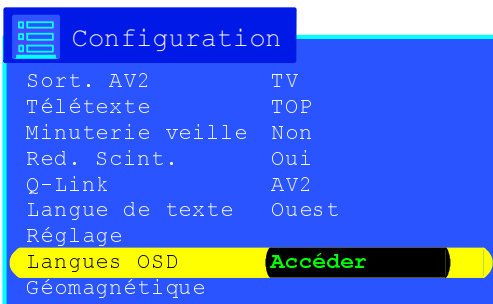 Configuration
Sort. AV2 TV
Télétexte TOP
Minuterie veille Non
Red. Scint. Oui
Q-Link AV2
Langue de texte Ouest
Réglage
Langues OSD Accéder
Géomagnétique